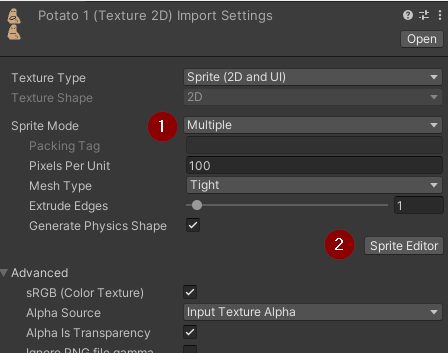 Potato 1 (Texture 2D) Import Settings
Open
Texture Type Sprite (2D and UI)
Texture Shape 2D
Sprite Mode 1 Multiple
Packing Tag
Pixels Per Unit 100
Mesh Type Tight
Extrude Edges 1
Generate Physics Shape
2 Sprite Editor
Advanced
sRGB (Color Texture)
Alpha Source Input Texture Alpha
Alpha Is Transparency
Ignore PNG file gamma